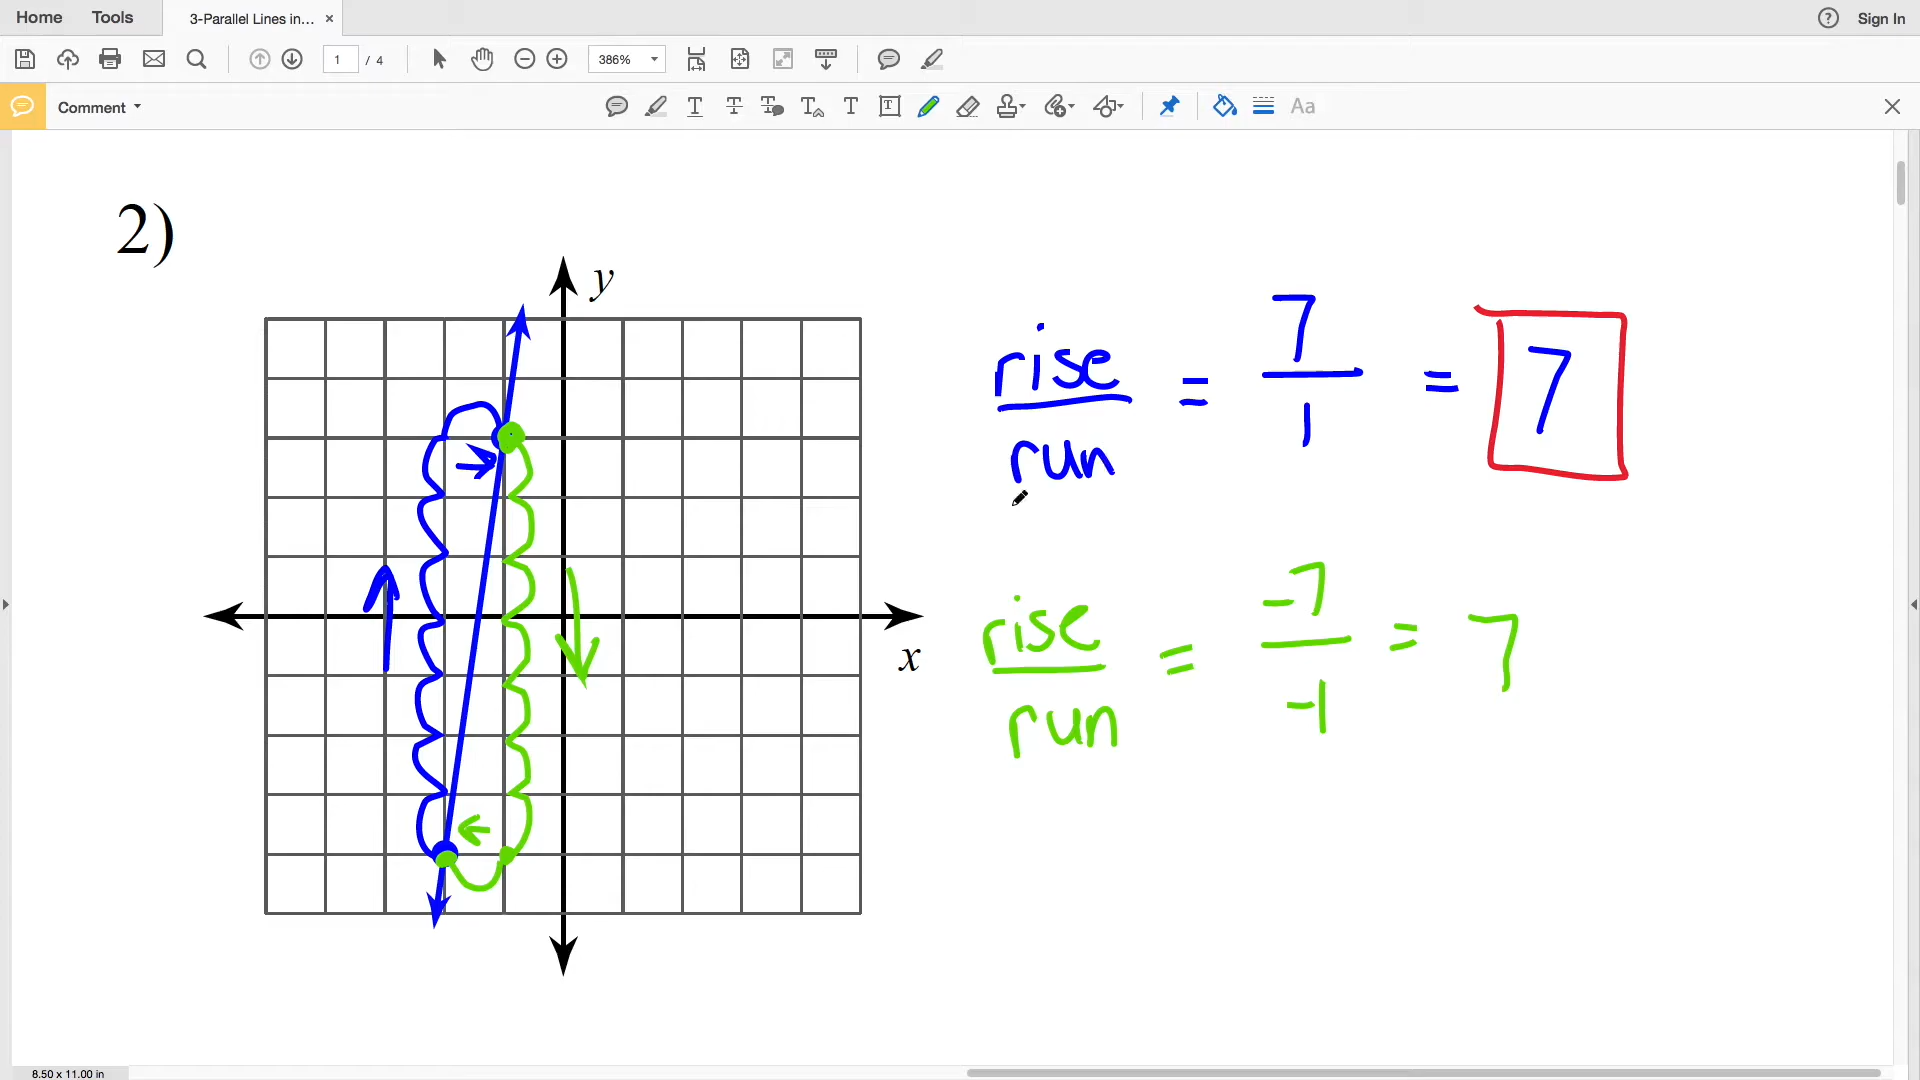 Home Tools 3-Parallel Lines in... × ? Sign In
1 / 4 386%
Comment T T T T T T Aa
2)
y
x
rise
run
= 7
1
= 7
rise
run
= -7
-1
= 7
8.50 x 11.00 in